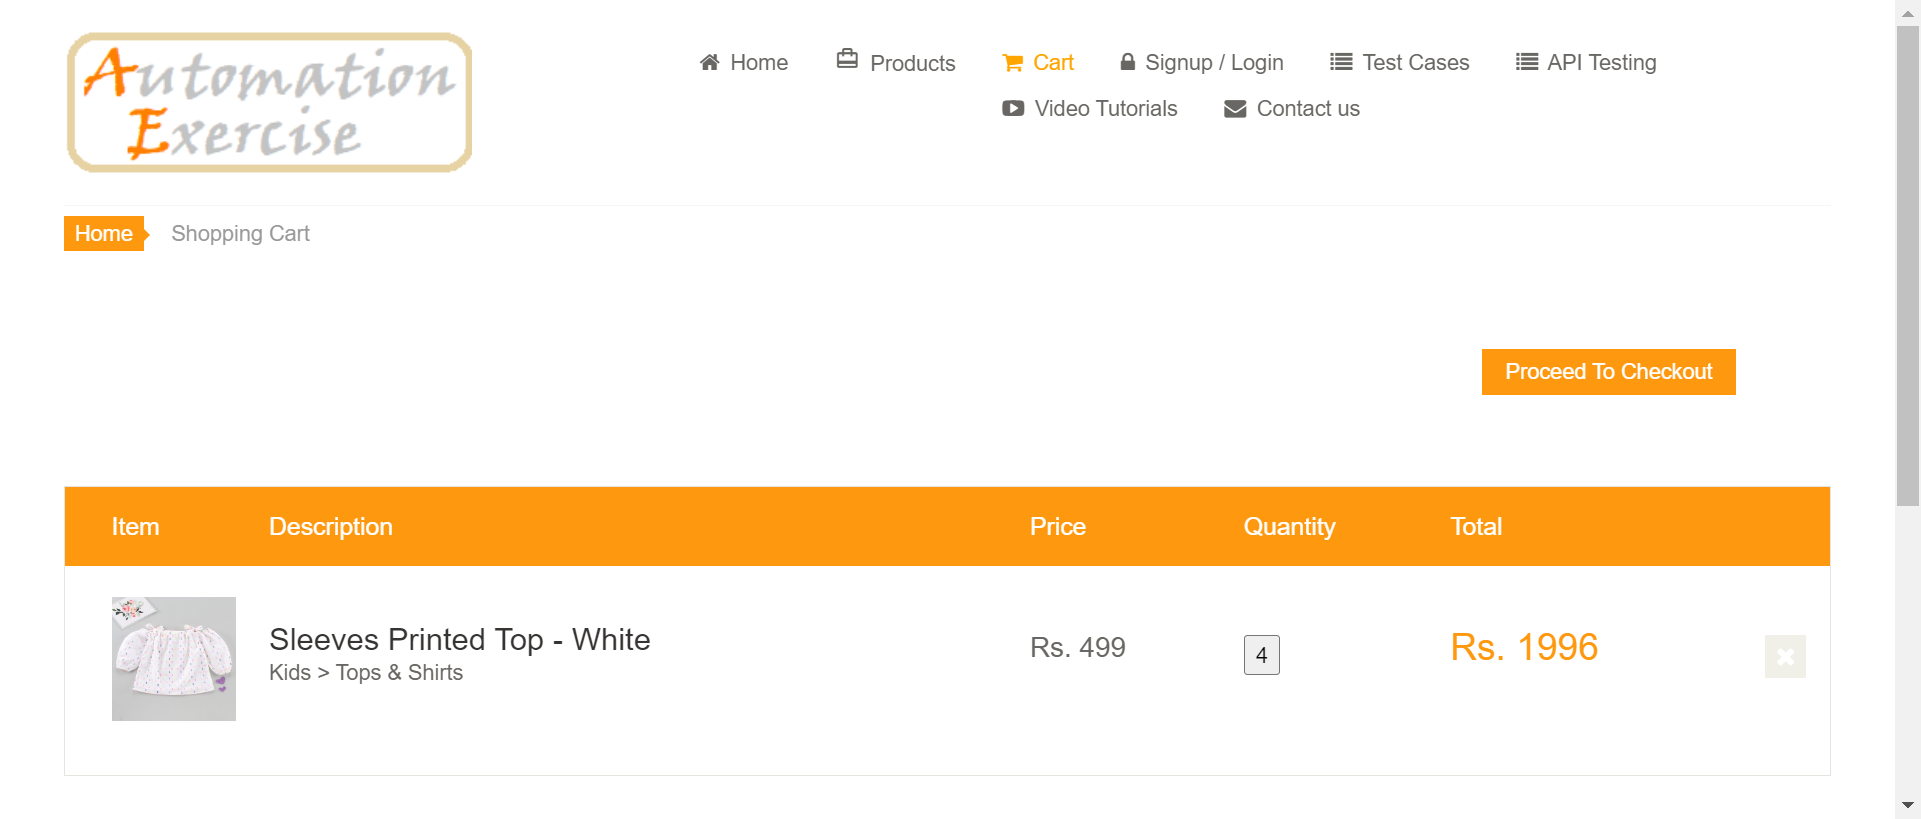 Automation
Exercise
Home
Products
Cart
Signup / Login
Test Cases
API Testing
Video Tutorials
Contact us
Home
Shopping Cart
Proceed To Checkout
Item Description Price Quantity Total
Sleeves Printed Top - White
Kids > Tops & Shirts
Rs. 499
4
Rs. 1996